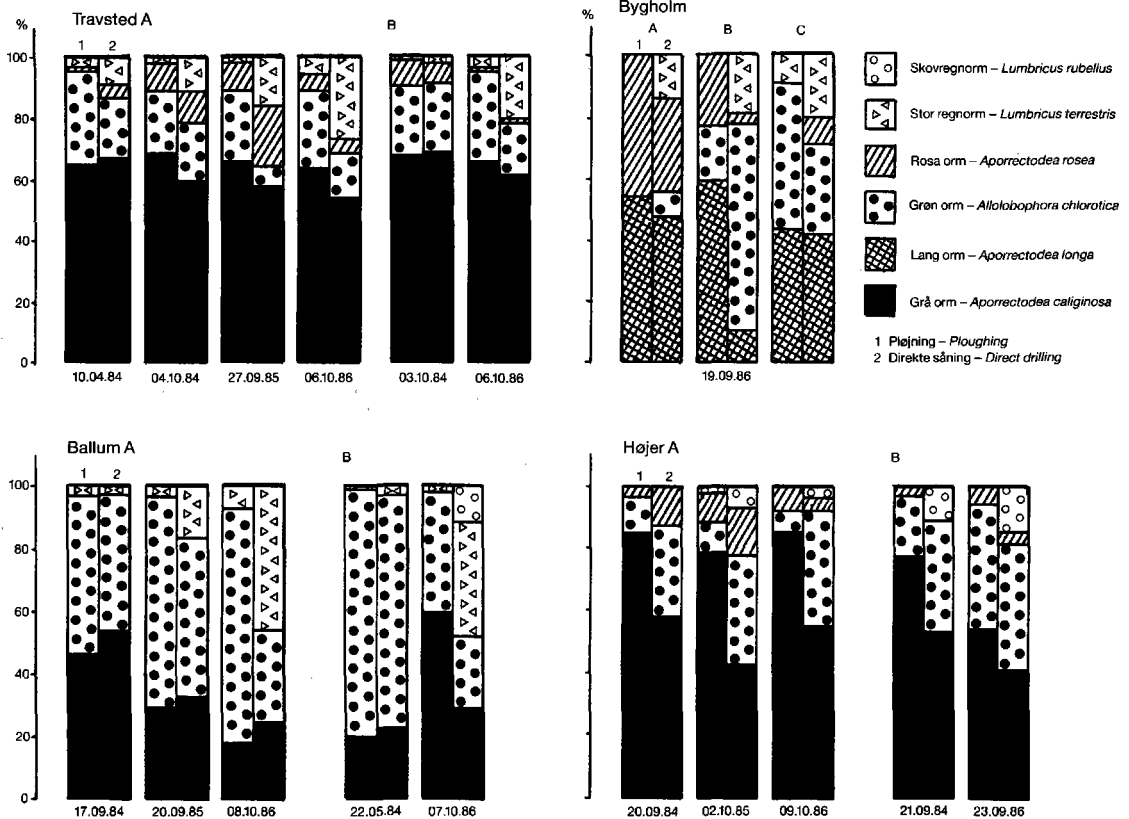 %
Travsted A
B
1 2
100
80
60
40
20
0
10.04.84 04.10.84 27.09.85 06.10.86 03.10.84 06.10.86
%
Bygholm
A B C
1 2
19.09.86
Skovregnorm – Lumbricus rubellus
Stor regnorm – Lumbricus terrestris
Rosa orm – Aporrectodea rosea
Grøn orm – Allolobophora chlorotica
Lang orm – Aporrectodea longa
Grå orm – Aporrectodea caliginosa
1 Pløjning – Ploughing
2 Direkte såning – Direct drilling
Ballum A
B
1 2
100
80
60
40
20
0
17.09.84 20.09.85 08.10.86 22.05.84 07.10.86
Højer A
B
1 2
20.09.84 02.10.85 09.10.86 21.09.84 23.09.86